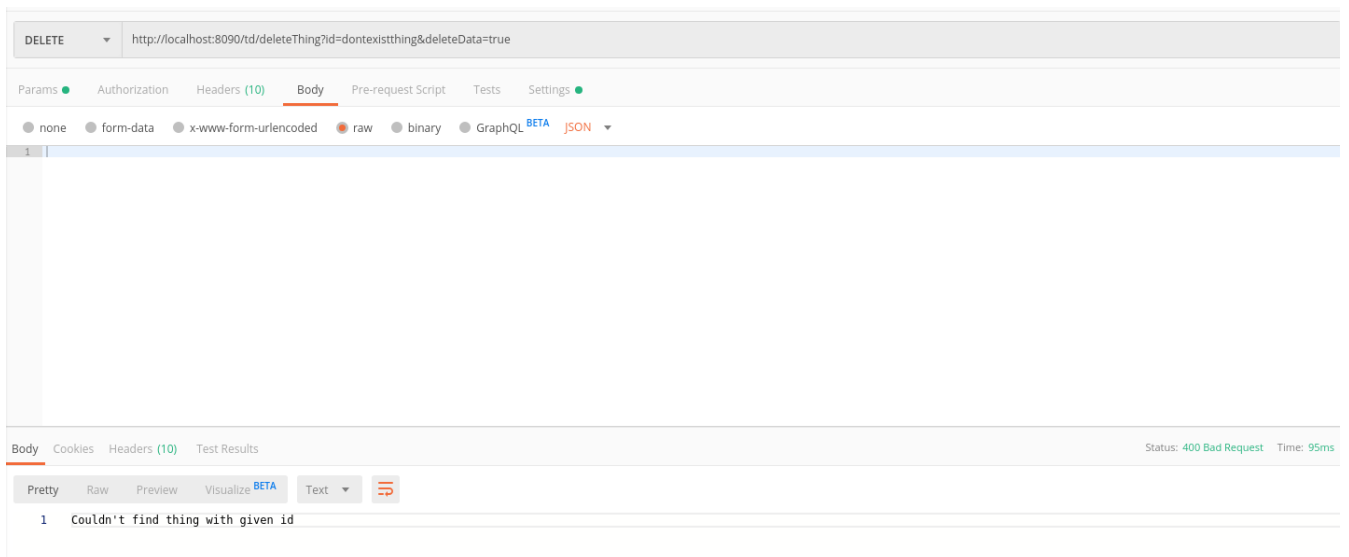 DELETE http://localhost:8090/td/deleteThing?id=dontexistthing&deleteData=true
Params Authorization Headers (10) Body Pre-request Script Tests Settings
none form-data x-www-form-urlencoded raw binary GraphQL BETA JSON
1
Body Cookies Headers (10) Test Results Status: 400 Bad Request Time: 95ms
Pretty Raw Preview Visualize BETA Text
1 Couldn't find thing with given id